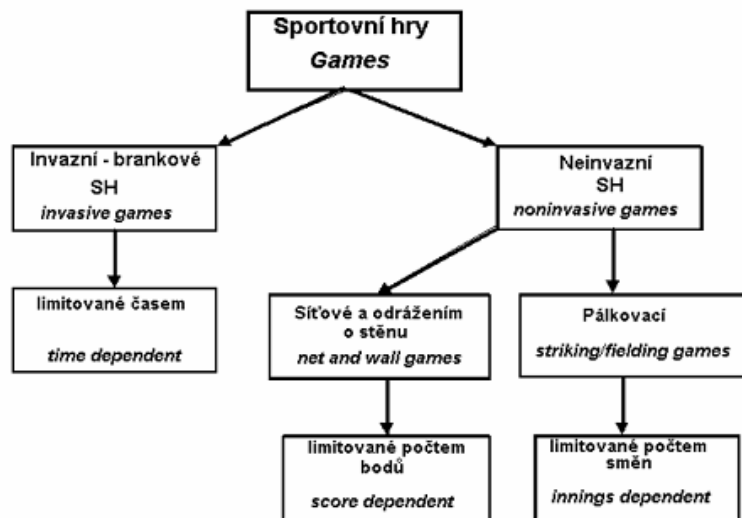 Sportovní hry
Games
Invazní - brankové
SH
invasive games
Neinvazní
SH
noninvasive games
limitované časem
time dependent
Síťové a odrážením
o stěnu
net and wall games
Pálkovací
striking/fielding games
limitované počtem
bodů
score dependent
limitované počtem
směn
innings dependent